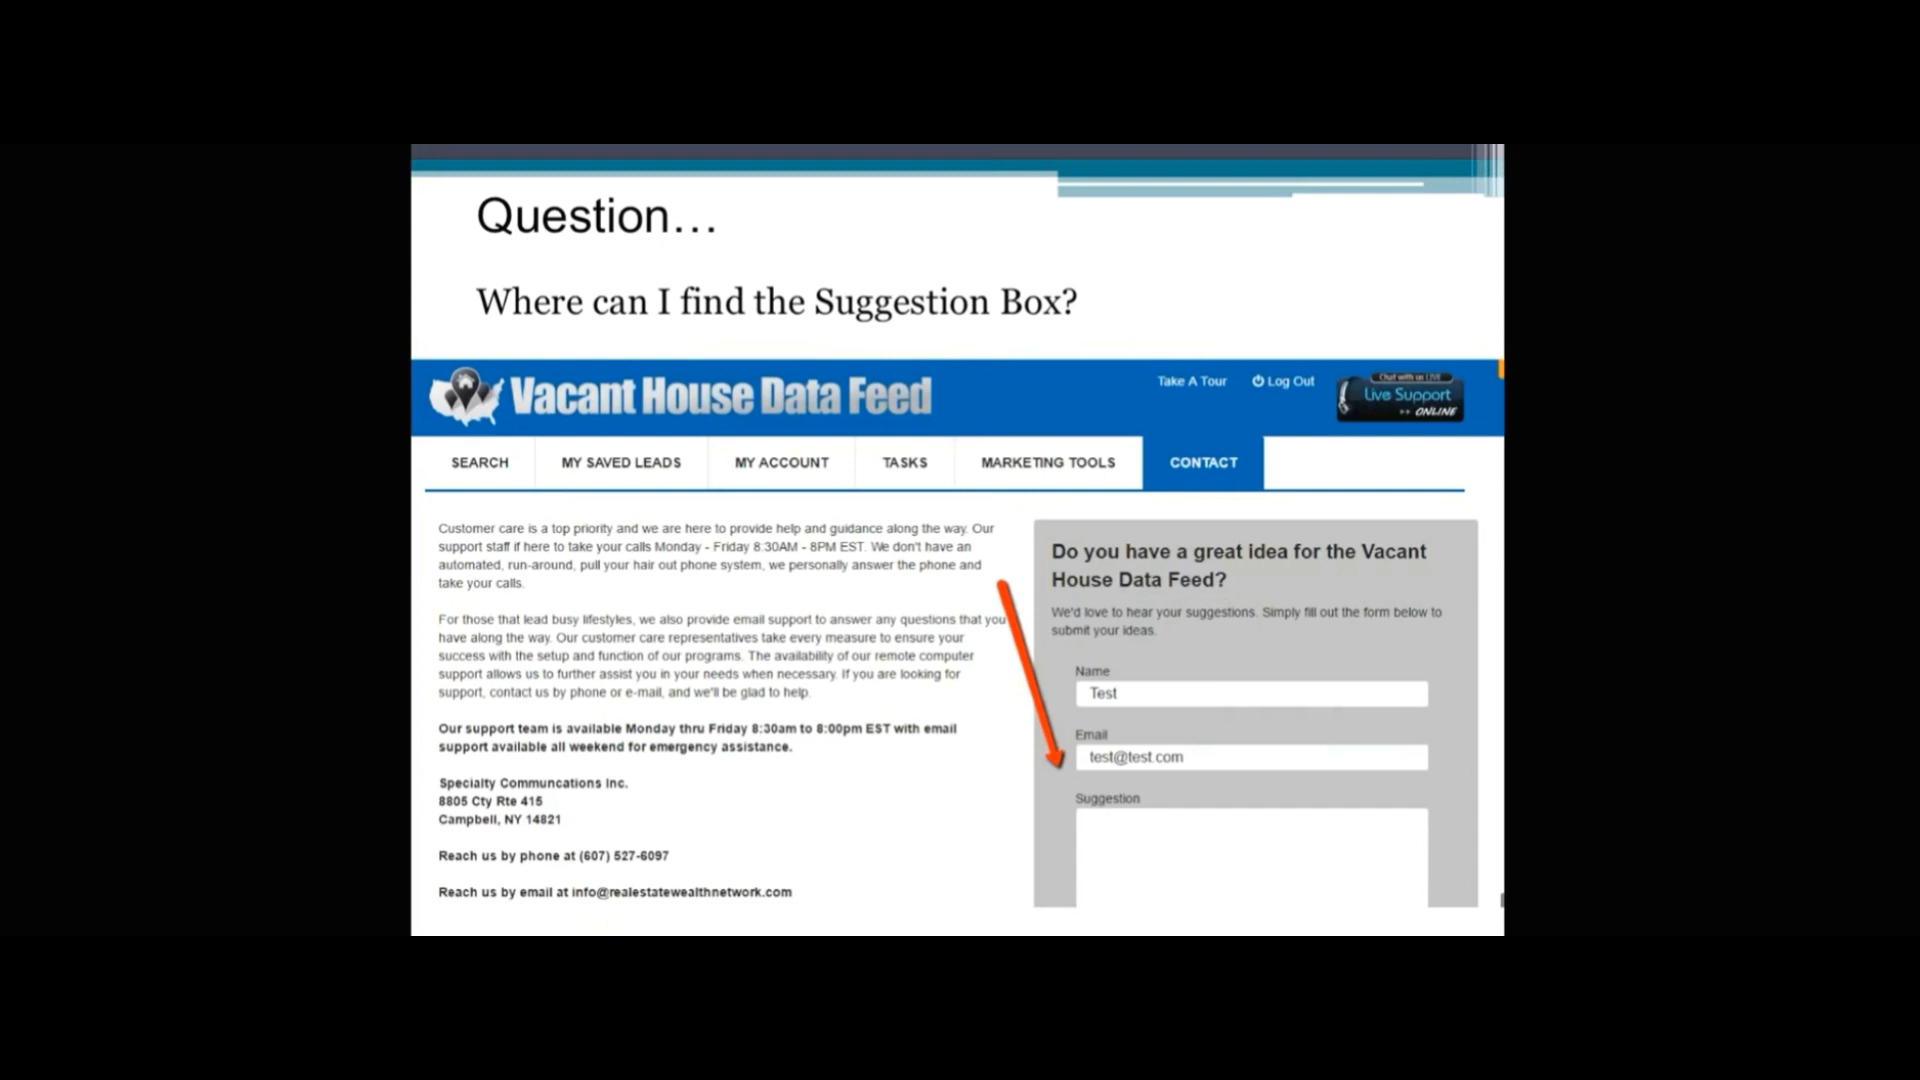 Question...
Where can I find the Suggestion Box?
Vacant House Data Feed
Take A Tour
Log Out
Chat with us LIVE
Live Support
>> ONLINE
SEARCH
MY SAVED LEADS
MY ACCOUNT
TASKS
MARKETING TOOLS
CONTACT
Customer care is a top priority and we are here to provide help and guidance along the way. Our
support staff if here to take your calls Monday - Friday 8:30AM - 8PM EST. We don't have an
automated, run-around, pull your hair out phone system, we personally answer the phone and
take your calls.
For those that lead busy lifestyles, we also provide email support to answer any questions that you
have along the way. Our customer care representatives take every measure to ensure your
success with the setup and function of our programs. The availability of our remote computer
support allows us to further assist you in your needs when necessary. If you are looking for
support, contact us by phone or e-mail, and we'll be glad to help.
Our support team is available Monday thru Friday 8:30am to 8:00pm EST with email
support available all weekend for emergency assistance.
Specialty Communcations Inc.
8805 Cty Rte 415
Campbell, NY 14821
Reach us by phone at (607) 527-6097
Reach us by email at info@realestatewealthnetwork.com
Do you have a great idea for the Vacant
House Data Feed?
We'd love to hear your suggestions. Simply fill out the form below to
submit your ideas.
Name
Test
Email
test@test.com
Suggestion